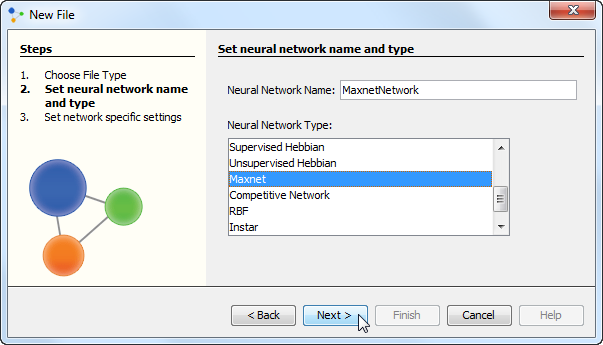 New File
Steps
1. Choose File Type
2. Set neural network name
and type
3. Set network specific settings
Set neural network name and type
Neural Network Name: MaxnetNetwork
Neural Network Type:
Supervised Hebbian
Unsupervised Hebbian
Maxnet
Competitive Network
RBF
Instar
< Back Next > Finish Cancel Help